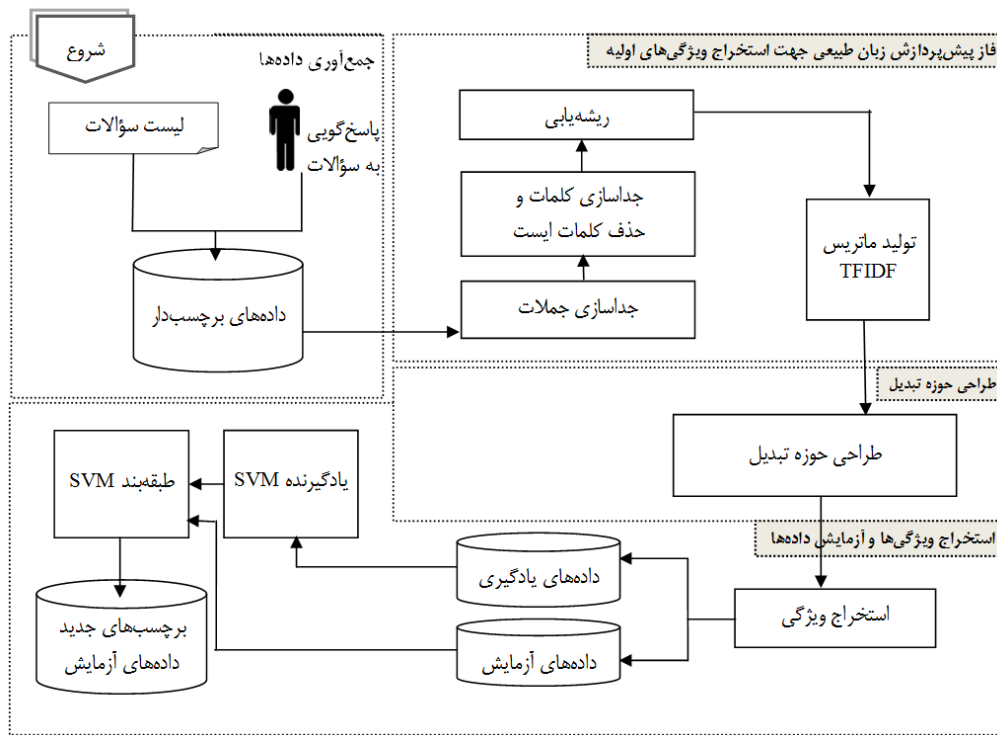 شروع
جمع‌آوری داده‌ها
لیست سؤالات
پاسخ‌گویی
به سؤالات
داده‌های برچسب‌دار
فاز پیش‌پردازش زبان طبیعی جهت استخراج ویژگی‌های اولیه
جداسازی جملات
جداسازی کلمات و
حذف کلمات ایست
ریشه‌یابی
تولید ماتریس
TFIDF
طراحی حوزه تبدیل
طراحی حوزه تبدیل
استخراج ویژگی‌ها و آزمایش داده‌ها
استخراج ویژگی
داده‌های یادگیری
داده‌های آزمایش
یادگیرنده SVM
طبقه‌بند SVM
برچسب‌های جدید
داده‌های آزمایش